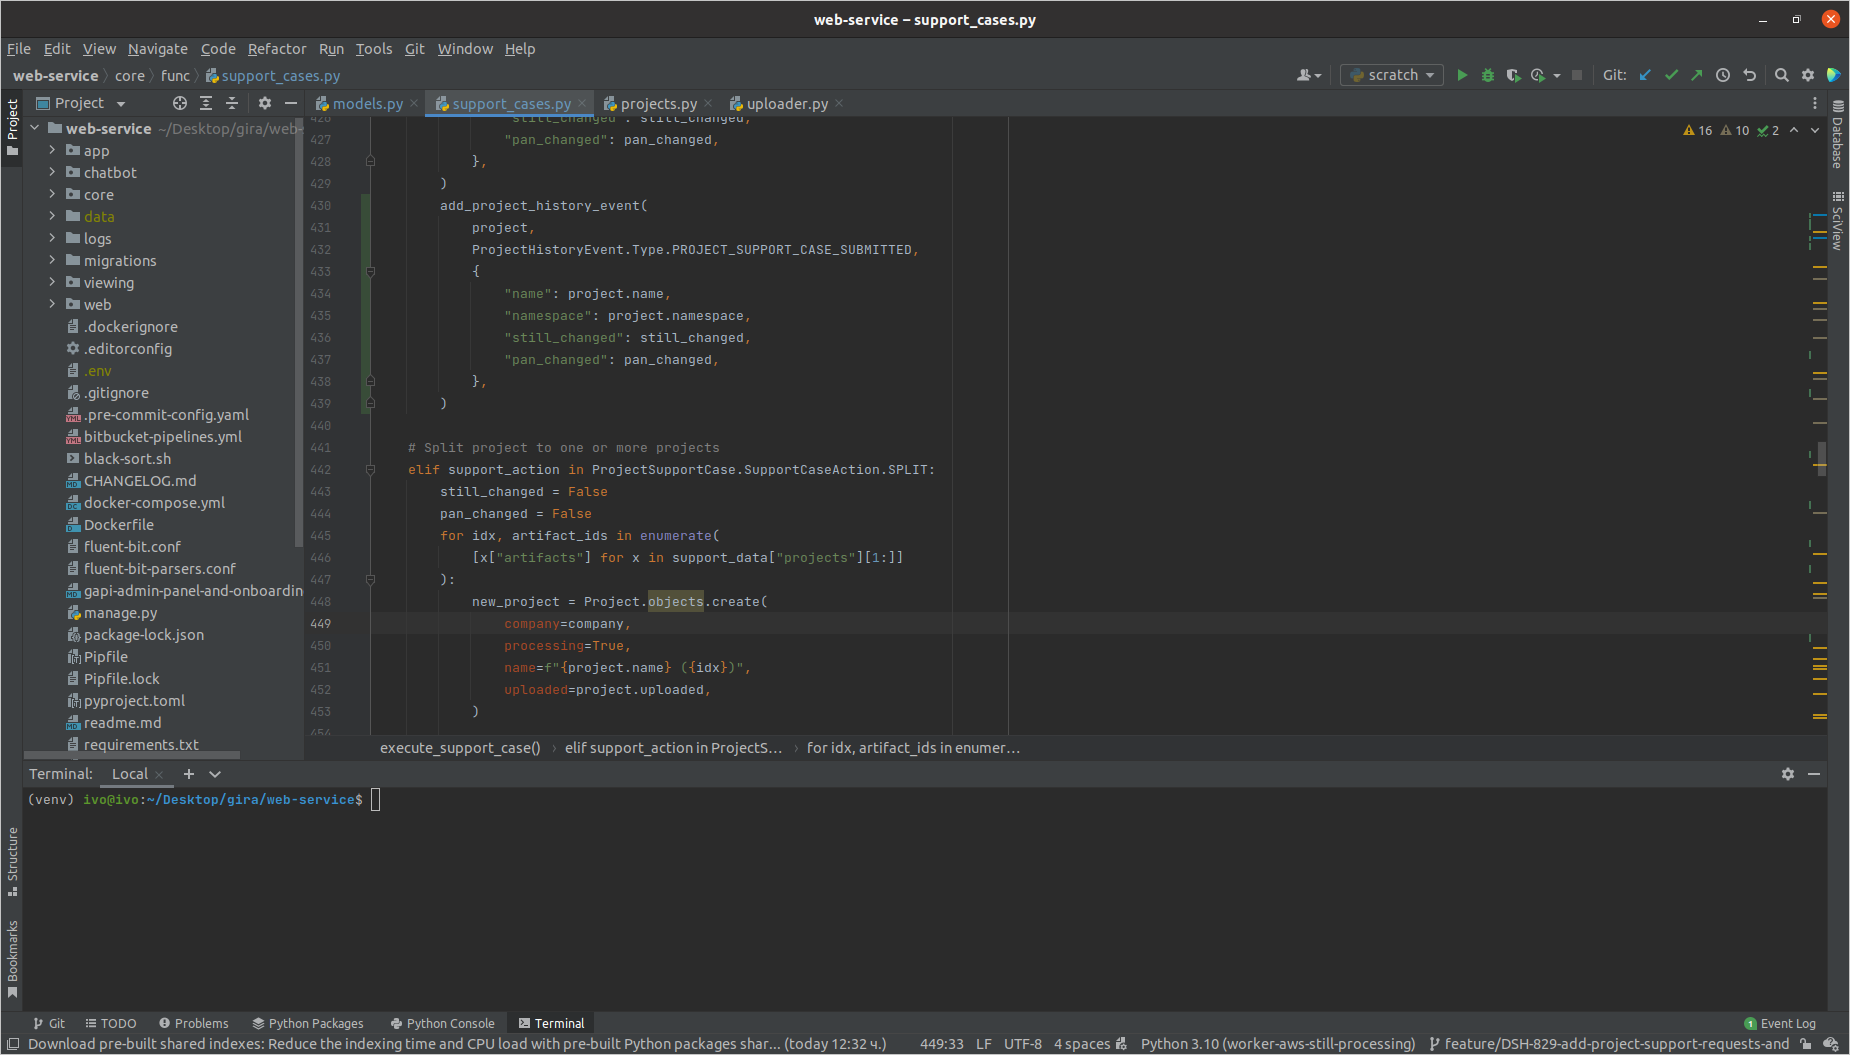 web-service – support_cases.py
File Edit View Navigate Code Refactor Run Tools Git Window Help
web-service core func support_cases.py
scratch
Git:
Project
models.py
support_cases.py
projects.py
uploader.py
Project
web-service ~/Desktop/gira/web-
app
chatbot
core
data
logs
migrations
viewing
web
.dockerignore
.editorconfig
.env
.gitignore
.pre-commit-config.yaml
bitbucket-pipelines.yml
black-sort.sh
CHANGELOG.md
docker-compose.yml
Dockerfile
fluent-bit.conf
fluent-bit-parsers.conf
gapi-admin-panel-and-onboardin
manage.py
package-lock.json
Pipfile
Pipfile.lock
pyproject.toml
readme.md
requirements.txt
16 10 2
426 "still_changed": still_changed,
427 "pan_changed": pan_changed,
428 },
429 )
430 add_project_history_event(
431 project,
432 ProjectHistoryEvent.Type.PROJECT_SUPPORT_CASE_SUBMITTED,
433 {
434 "name": project.name,
435 "namespace": project.namespace,
436 "still_changed": still_changed,
437 "pan_changed": pan_changed,
438 },
439 )
440
441 # Split project to one or more projects
442 elif support_action in ProjectSupportCase.SupportCaseAction.SPLIT:
443 still_changed = False
444 pan_changed = False
445 for idx, artifact_ids in enumerate(
446 [x["artifacts"] for x in support_data["projects"][1:]]
447 ):
448 new_project = Project.objects.create(
449 company=company,
450 processing=True,
451 name=f"{project.name} ({idx})",
452 uploaded=project.uploaded,
453 )
454
execute_support_case() › elif support_action in ProjectS... › for idx, artifact_ids in enumer...
Database
SciView
Terminal: Local
(venv) ivo@ivo:~/Desktop/gira/web-service$
Structure
Bookmarks
Git TODO Problems Python Packages Python Console Terminal 1 Event Log
Download pre-built shared indexes: Reduce the indexing time and CPU load with pre-built Python packages shar... (today 12:32 ч.) 449:33 LF UTF-8 4 spaces Python 3.10 (worker-aws-still-processing) feature/DSH-829-add-project-support-requests-and